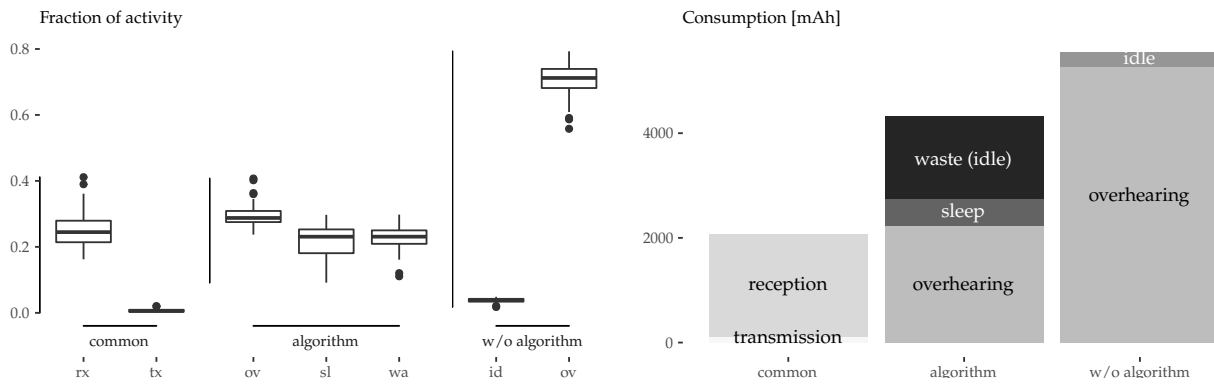 Fraction of activity
0.8
0.6
0.4
0.2
0.0
common
algorithm
w/o algorithm
rx
tx
ov
sl
wa
id
ov
Consumption [mAh]
4000
2000
0
reception
transmission
waste (idle)
sleep
overhearing
idle
overhearing
common
algorithm
w/o algorithm